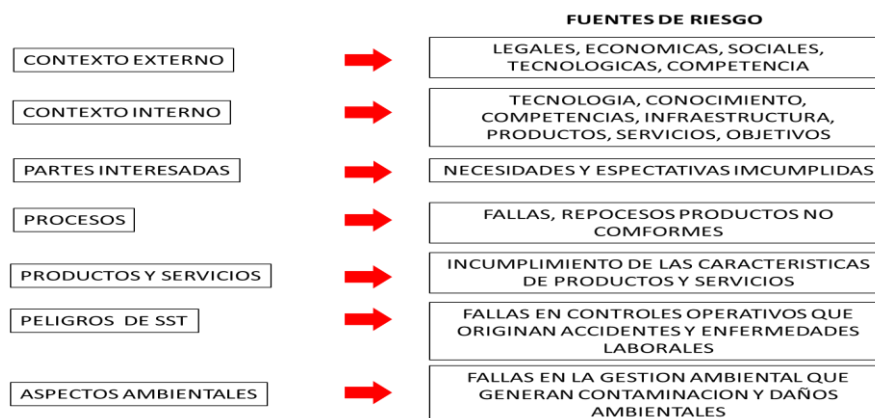 FUENTES DE RIESGO
CONTEXTO EXTERNO
LEGALES, ECONOMICAS, SOCIALES,
TECNOLOGICAS, COMPETENCIA
CONTEXTO INTERNO
TECNOLOGIA, CONOCIMIENTO,
COMPETENCIAS, INFRAESTRUCTURA,
PRODUCTOS, SERVICIOS, OBJETIVOS
PARTES INTERESADAS
NECESIDADES Y ESPECTATIVAS IMCUMPLIDAS
PROCESOS
FALLAS, REPOCESOS PRODUCTOS NO
COMFORMES
PRODUCTOS Y SERVICIOS
INCUMPLIMIENTO DE LAS CARACTERISTICAS
DE PRODUCTOS Y SERVICIOS
PELIGROS DE SST
FALLAS EN CONTROLES OPERATIVOS QUE
ORIGINAN ACCIDENTES Y ENFERMEDADES
LABORALES
ASPECTOS AMBIENTALES
FALLAS EN LA GESTION AMBIENTAL QUE
GENERAN CONTAMINACION Y DAÑOS
AMBIENTALES